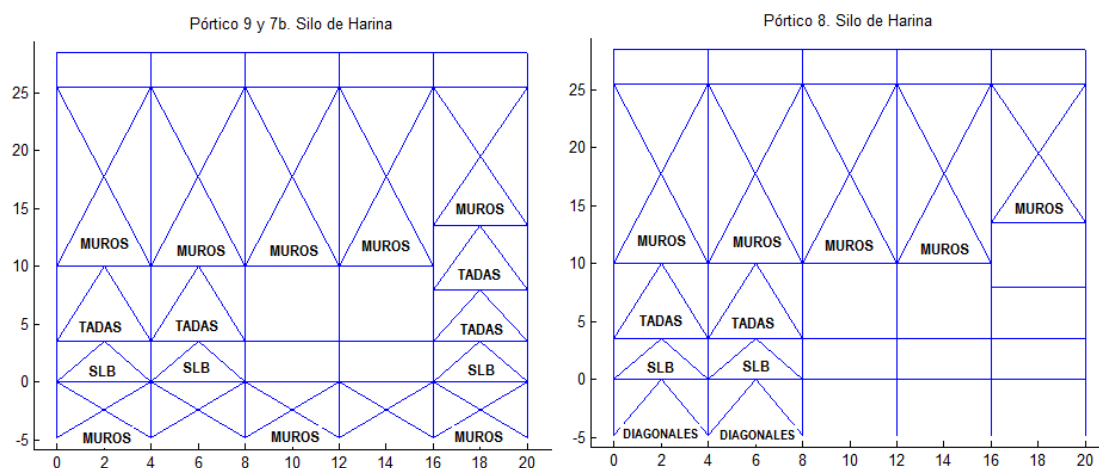 Pórtico 9 y 7b. Silo de Harina
25
20
15
10
5
0
-5
0 2 4 6 8 10 12 14 16 18 20
MUROS
MUROS MUROS MUROS MUROS
TADAS
TADAS TADAS TADAS
SLB SLB SLB
MUROS MUROS MUROS
Pórtico 8. Silo de Harina
25
20
15
10
5
0
-5
0 2 4 6 8 10 12 14 16 18 20
MUROS
MUROS MUROS MUROS MUROS
TADAS TADAS
SLB SLB
DIAGONALES DIAGONALES